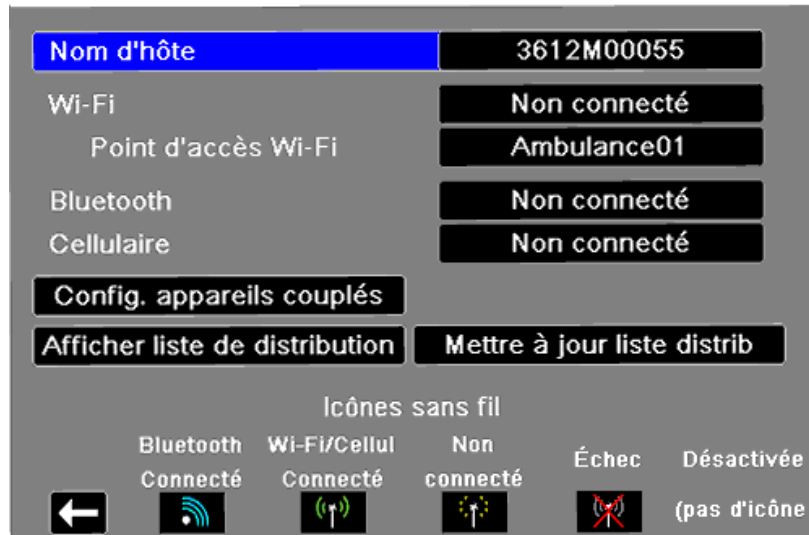 Nom d'hôte 3612M00055
Wi-Fi Non connecté
Point d'accès Wi-Fi Ambulance01
Bluetooth Non connecté
Cellulaire Non connecté
Config. appareils couplés
Afficher liste de distribution Mettre à jour liste distrib
Icônes sans fil
Bluetooth Connecté
Wi-Fi/Cellul Connecté
Non connecté
Échec
Désactivée
(pas d'icône